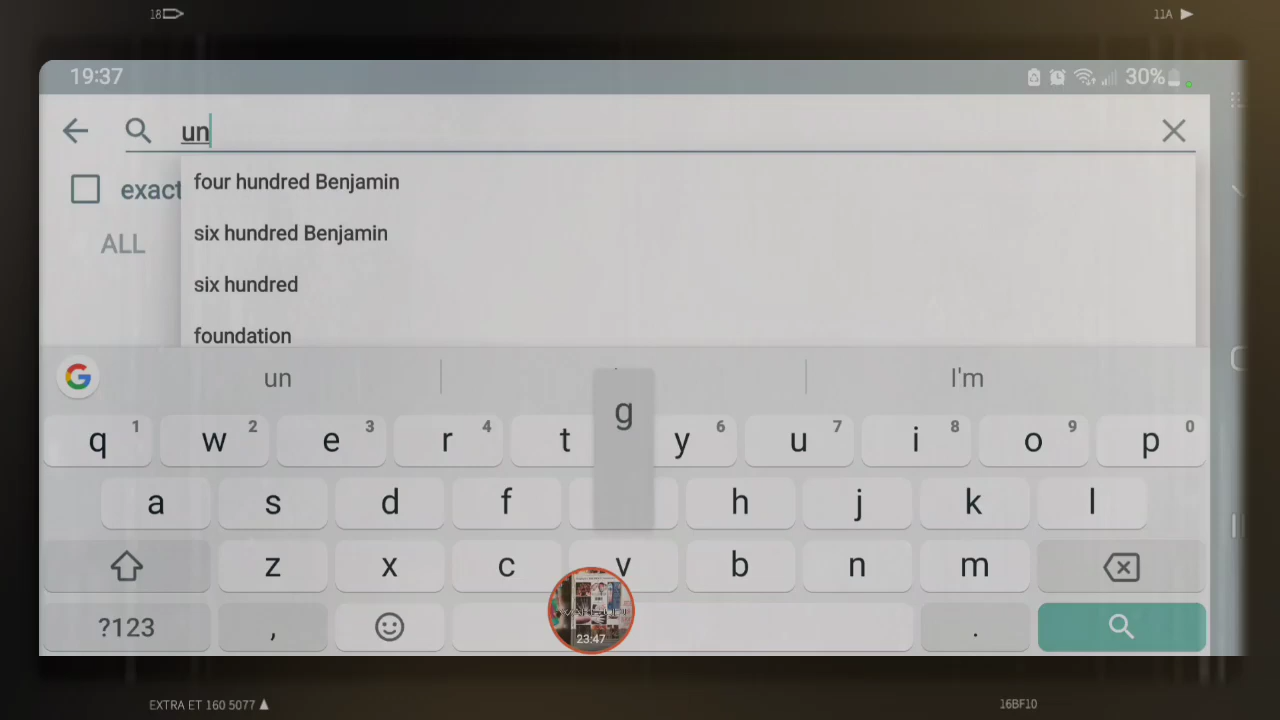 18
11A
19:37
30%
un
four hundred Benjamin
exact
six hundred Benjamin
ALL
six hundred
foundation
G un I'm
g
q 1 w 2 e 3 r 4 t y 6 u 7 i 8 o 9 p 0
a s d f h j k l
z x c v b n m
23:47
?123 , .
EXTRA ET 160 5077
16BF10